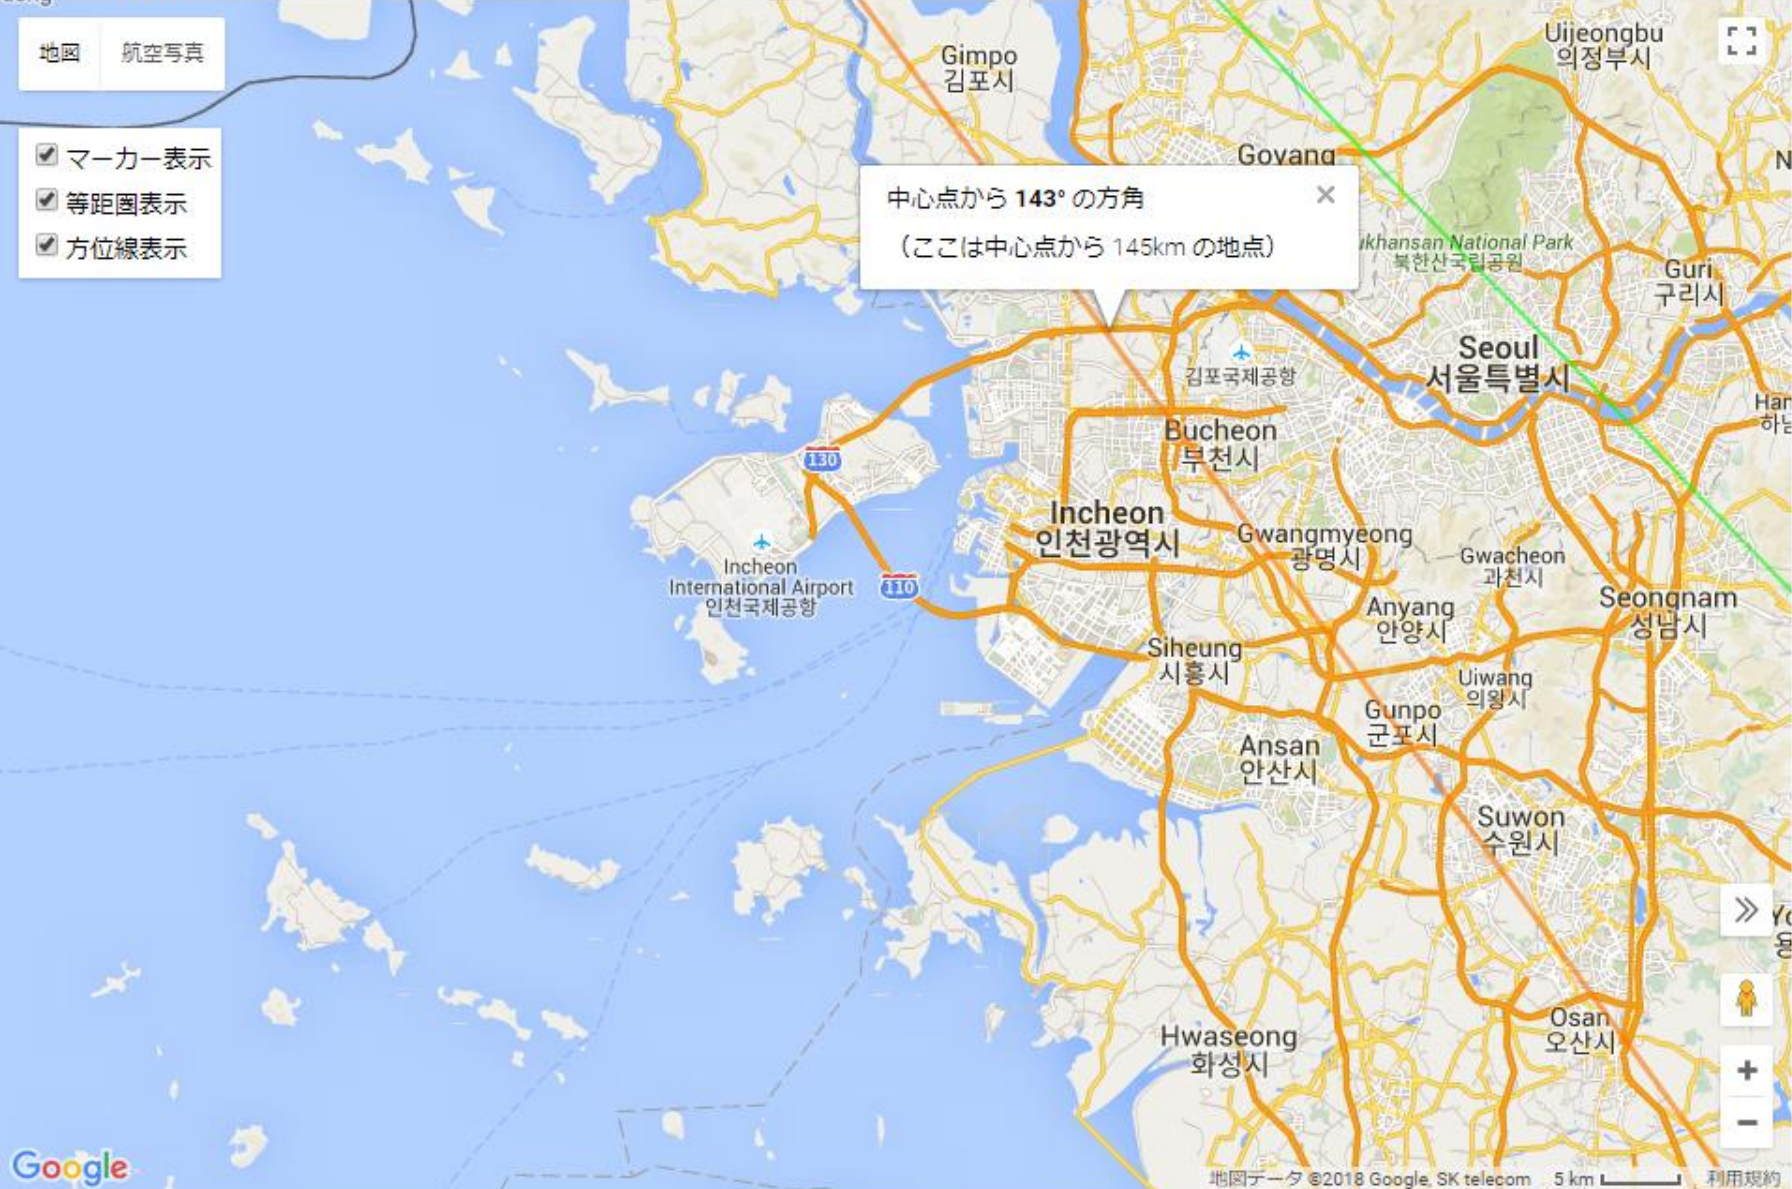 地図 航空写真
マーカー表示
等距圏表示
方位線表示
Gimpo
김포시
Uijeongbu
의정부시
Goyang
中心点から 143° の方角
×
（ここは中心点から 145km の地点）
ukhansan National Park
북한산국립공원
Guri
구리시
Seoul
서울특별시
김포국제공항
Bucheon
부천시
130
Incheon
인천광역시
Gwangmyeong
광명시
Gwacheon
과천시
Incheon
International Airport
인천국제공항
110
Anyang
안양시
Seongnam
성남시
Siheung
시흥시
Uiwang
의왕시
Gunpo
군포시
Ansan
안산시
Suwon
수원시
Osan
오산시
Hwaseong
화성시
Google
地図データ ©2018 Google, SK telecom 5 km 利用規約